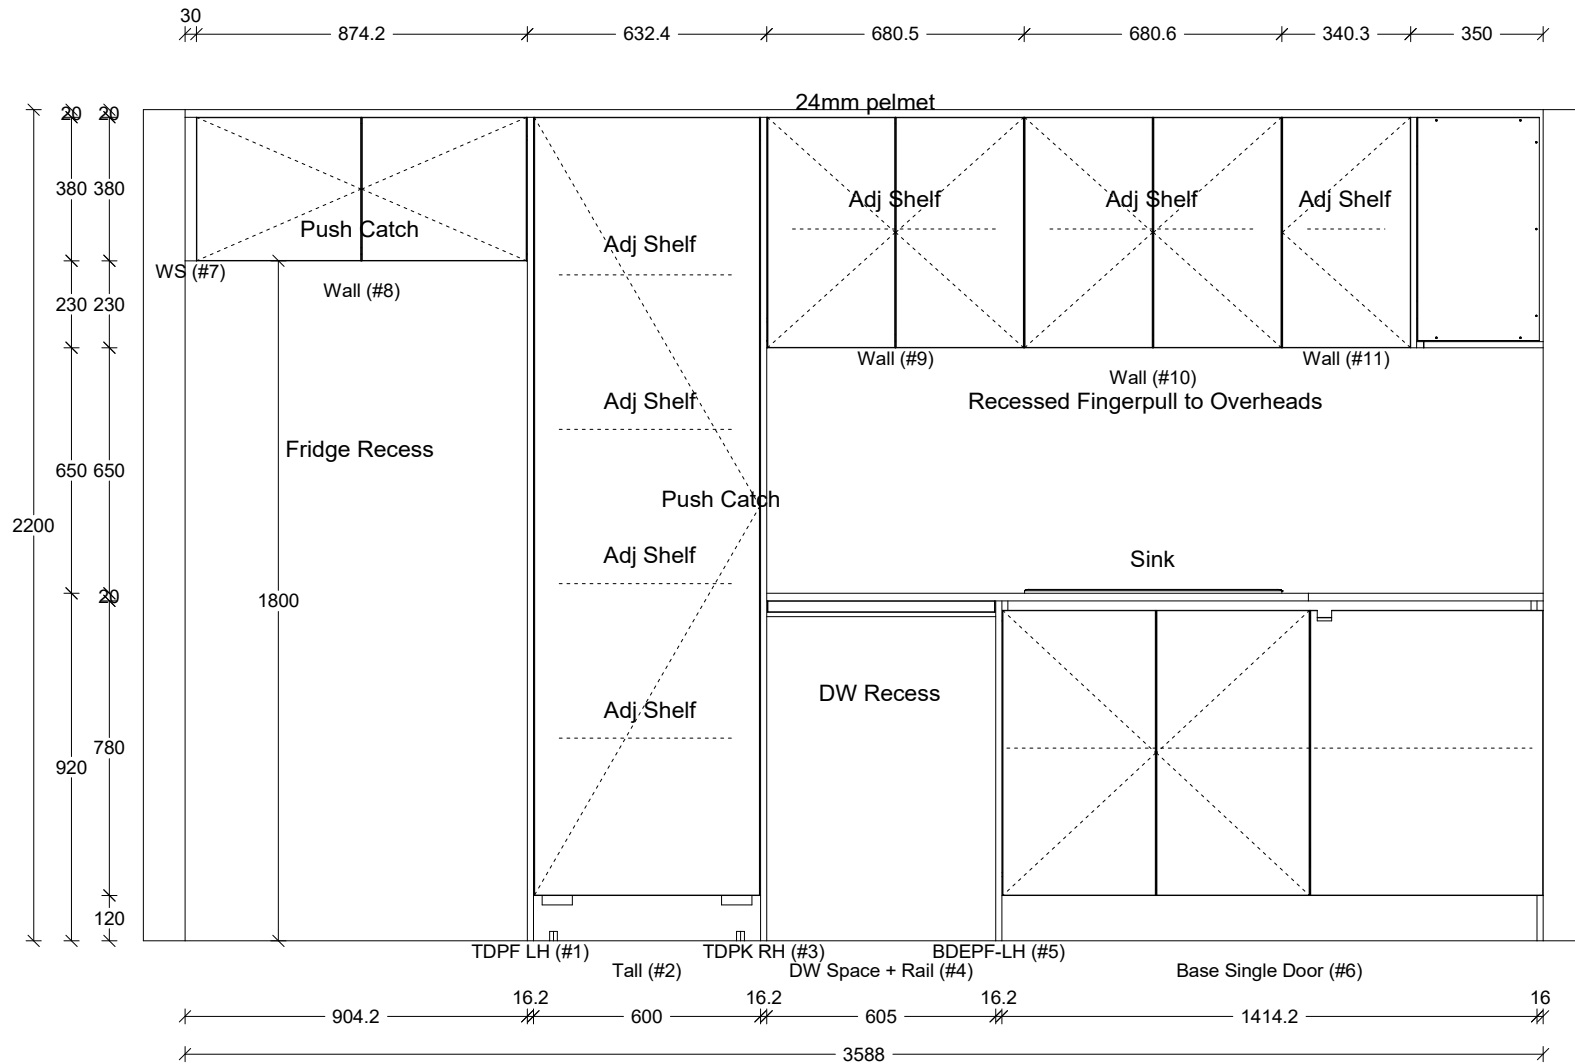 30
874.2
632.4
680.5
680.6
340.3
350
24mm pelmet
20
20
380
380
Adj Shelf
Adj Shelf
Adj Shelf
Push Catch
Adj Shelf
WS (#7)
Wall (#8)
230
230
Wall (#9)
Wall (#10)
Wall (#11)
Adj Shelf
Recessed Fingerpull to Overheads
Fridge Recess
650
650
Push Catch
2200
Adj Shelf
Sink
20
1800
DW Recess
Adj Shelf
780
920
120
TDPF LH (#1)
TDPK RH (#3)
BDEPF-LH (#5)
Tall (#2)
DW Space + Rail (#4)
Base Single Door (#6)
16.2
16.2
16.2
16
904.2
600
605
1414.2
3588